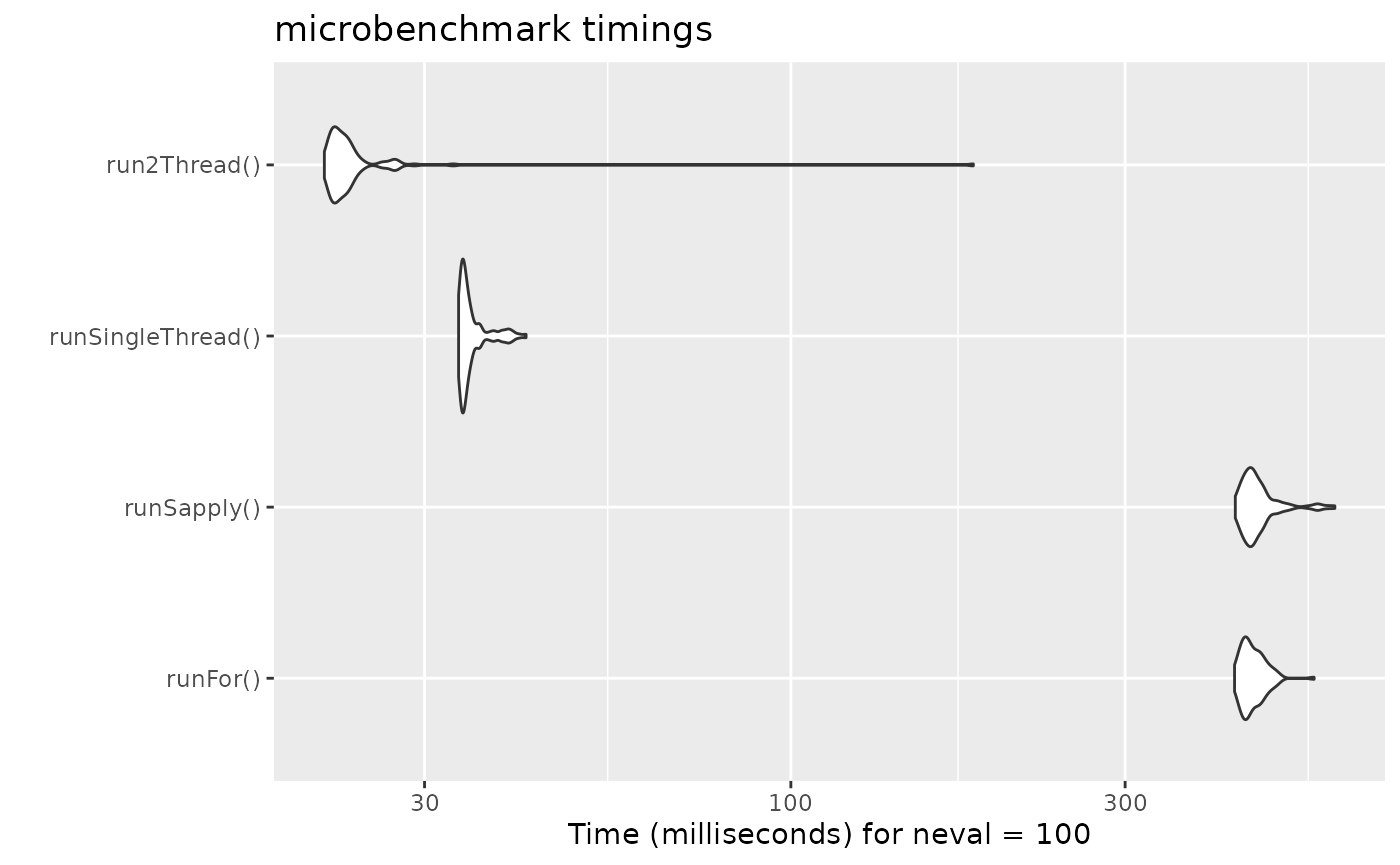 microbenchmark timings
run2Thread()
runSingleThread()
runSapply()
runFor()
30 100 300
Time (milliseconds) for neval = 100